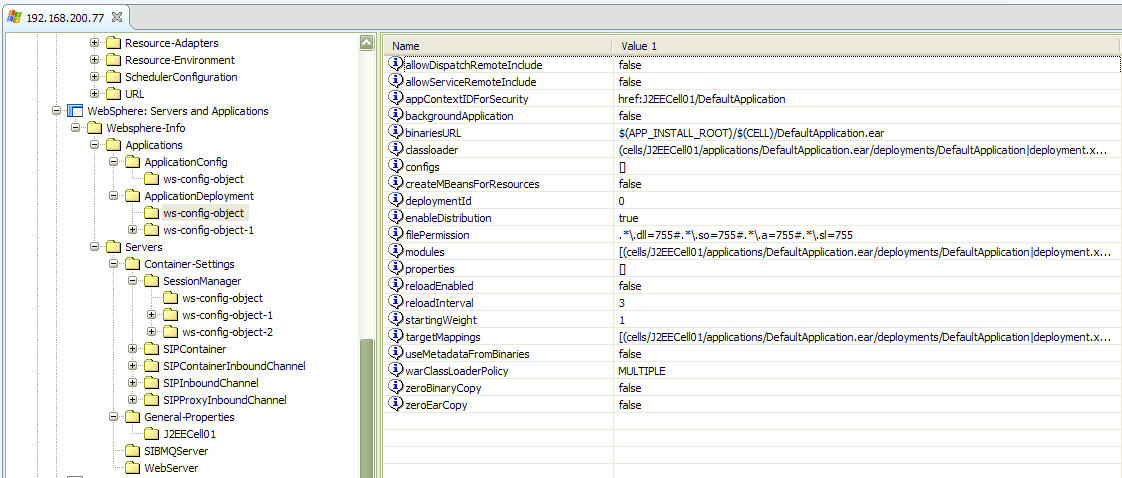 192.168.200.77
Resource-Adapters
Resource-Environment
SchedulerConfiguration
URL
WebSphere: Servers and Applications
Websphere-Info
Applications
ApplicationConfig
ws-config-object
ApplicationDeployment
ws-config-object
ws-config-object-1
Servers
Container-Settings
SessionManager
ws-config-object
ws-config-object-1
ws-config-object-2
SIPContainer
SIPContainerInboundChannel
SIPInboundChannel
SIPProxyInboundChannel
General-Properties
J2EECell01
SIBMQServer
WebServer
Name Value 1
allowDispatchRemoteInclude false
allowServiceRemoteInclude false
appContextIDForSecurity href:J2EECell01/DefaultApplication
backgroundApplication false
binariesURL $(APP_INSTALL_ROOT)/$(CELL)/DefaultApplication.ear
classloader (cells/J2EECell01/applications/DefaultApplication.ear/deployments/DefaultApplication|deployment.x...
configs []
createMBeansForResources false
deploymentId 0
enableDistribution true
filePermission .*\.dll=755#.*\.so=755#.*\.a=755#.*\.sl=755
modules [(cells/J2EECell01/applications/DefaultApplication.ear/deployments/DefaultApplication|deployment.x...
properties []
reloadEnabled false
reloadInterval 3
startingWeight 1
targetMappings [(cells/J2EECell01/applications/DefaultApplication.ear/deployments/DefaultApplication|deployment.x...
useMetadataFromBinaries false
warClassLoaderPolicy MULTIPLE
zeroBinaryCopy false
zeroEarCopy false